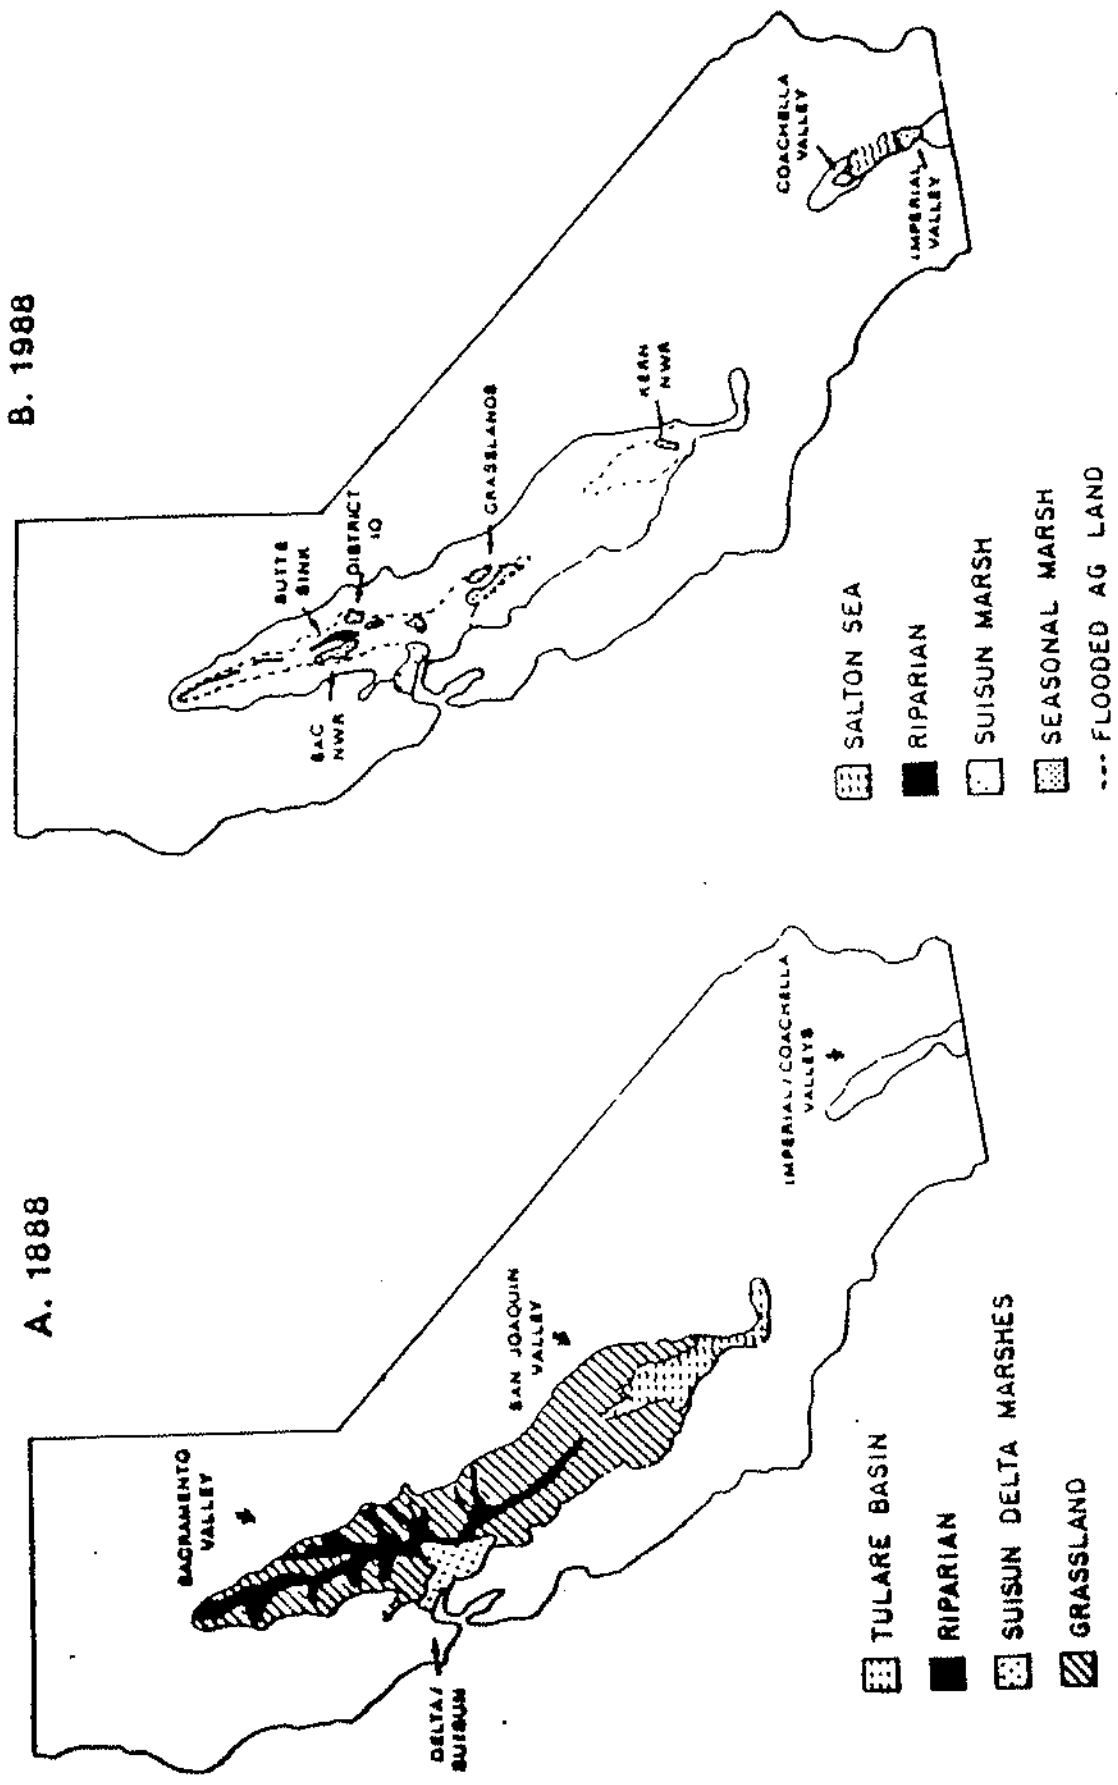 A. 1888
SACRAMENTO
VALLEY
SAN JOAQUIN
VALLEY
IMPERIAL/COACHELLA
VALLEYS
DELTA/
SUISUN
TULARE BASIN
RIPARIAN
SUISUN DELTA MARSHES
GRASSLAND
B. 1988
BUTTE
SINK
DISTRICT
10
GRASSLANDS
SAC
NWR
KERN
NWR
COACHELLA
VALLEY
IMPERIAL
VALLEY
SALTON SEA
RIPARIAN
SUISUN MARSH
SEASONAL MARSH
--- FLOODED AG LAND